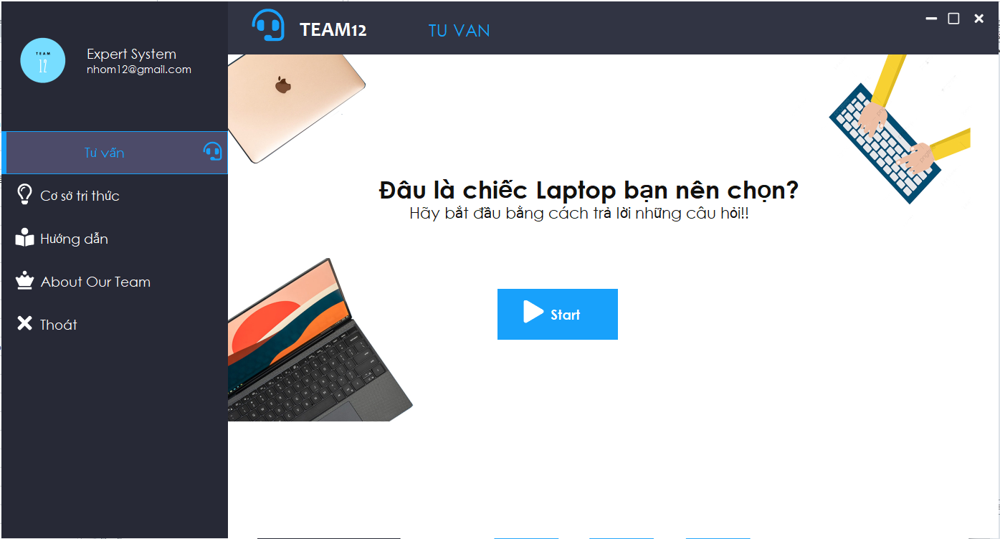 TEAM
12
Expert System
nhom12@gmail.com
TEAM12
TU VAN
Tư vấn
Cơ sở tri thức
Hướng dẫn
About Our Team
Thoát
Đâu là chiếc Laptop bạn nên chọn?
Hãy bắt đầu bằng cách trả lời những câu hỏi!!
Start